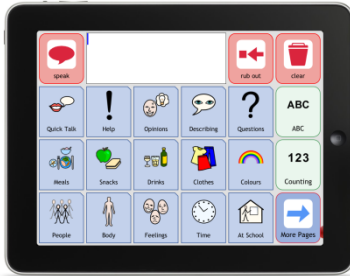 speak
rub out
clear
Quick Talk
!
Help
Opinions
Describing
?
Questions
ABC
ABC
Meals
Snacks
Drinks
Clothes
Colours
123
Counting
People
Body
Feelings
Time
At School
More Pages